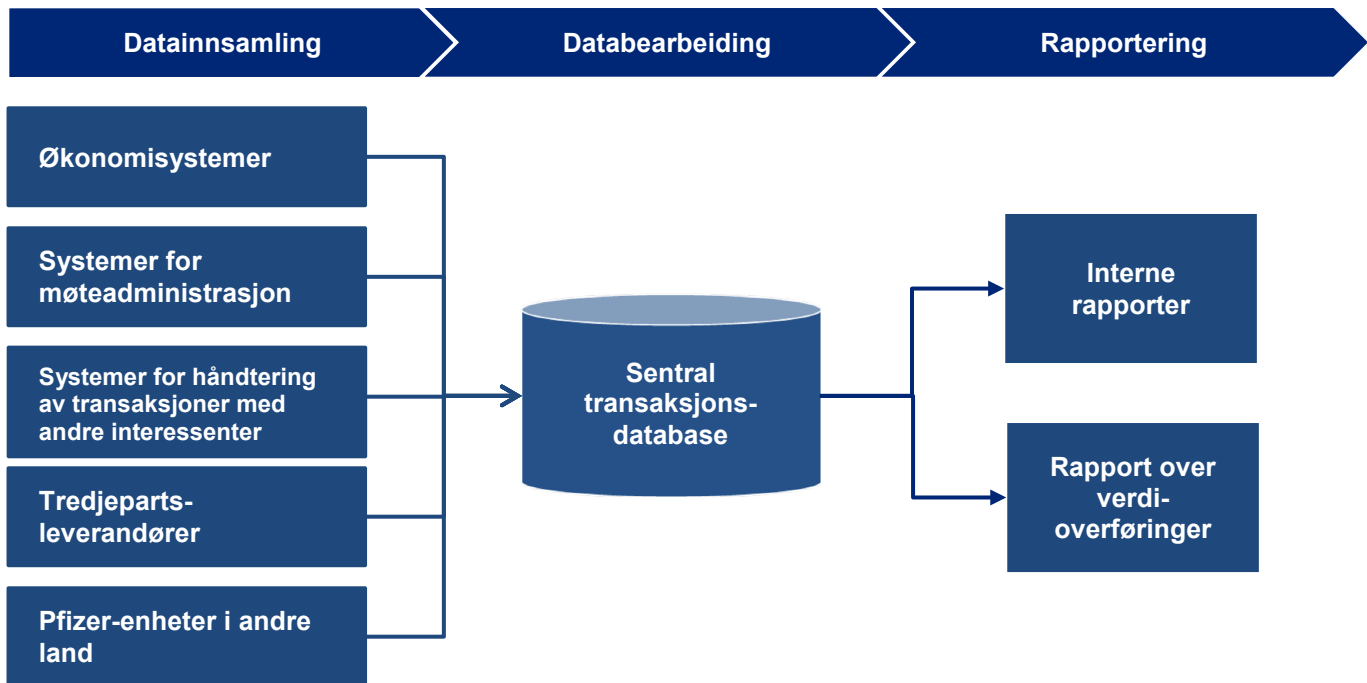 Datainnsamling
Databearbeiding
Rapportering
Økonomisystemer
Systemer for
møteadministrasjon
Systemer for håndtering
av transaksjoner med
andre interessenter
Tredjeparts-
leverandører
Pfizer-enheter i andre
land
Sentral
transaksjons-
database
Interne
rapporter
Rapport over
verdi-
overføringer